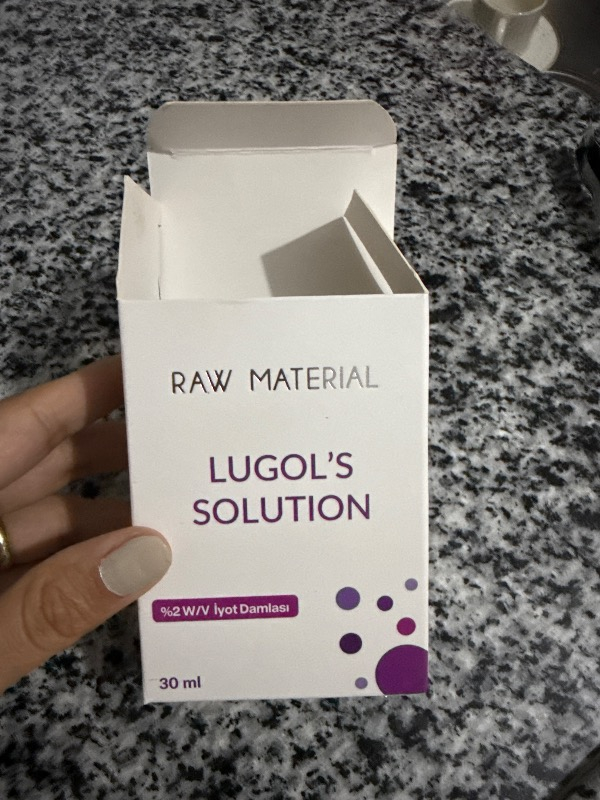 RAW MATERIAL
LUGOL'S
SOLUTION
%2 W/V İyot Damlası
30 ml